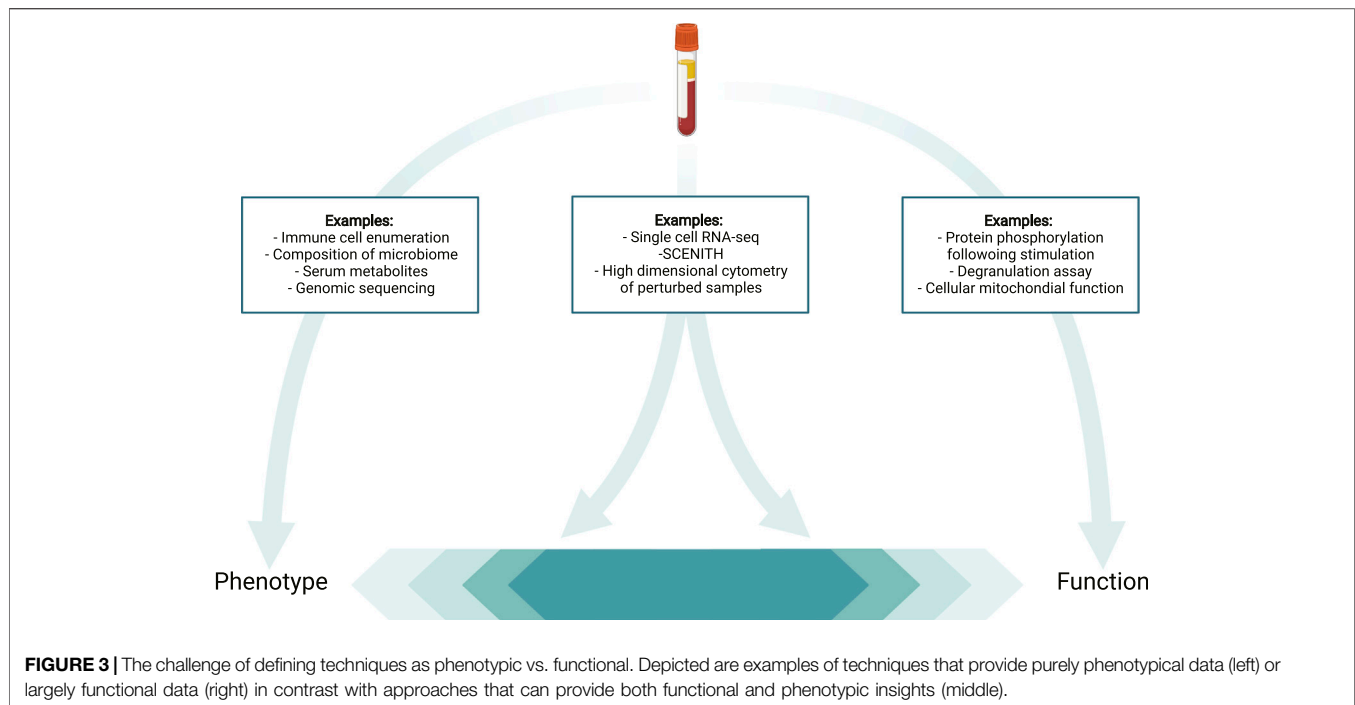 Examples:
- Immune cell enumeration
- Composition of microbiome
- Serum metabolites
- Genomic sequencing
Examples:
- Single cell RNA-seq
-SCENITH
- High dimensional cytometry
of perturbed samples
Examples:
- Protein phosphorylation
followoing stimulation
- Degranulation assay
- Cellular mitochondial function
Phenotype
Function
FIGURE 3 | The challenge of defining techniques as phenotypic vs. functional. Depicted are examples of techniques that provide purely phenotypical data (left) or
largely functional data (right) in contrast with approaches that can provide both functional and phenotypic insights (middle).